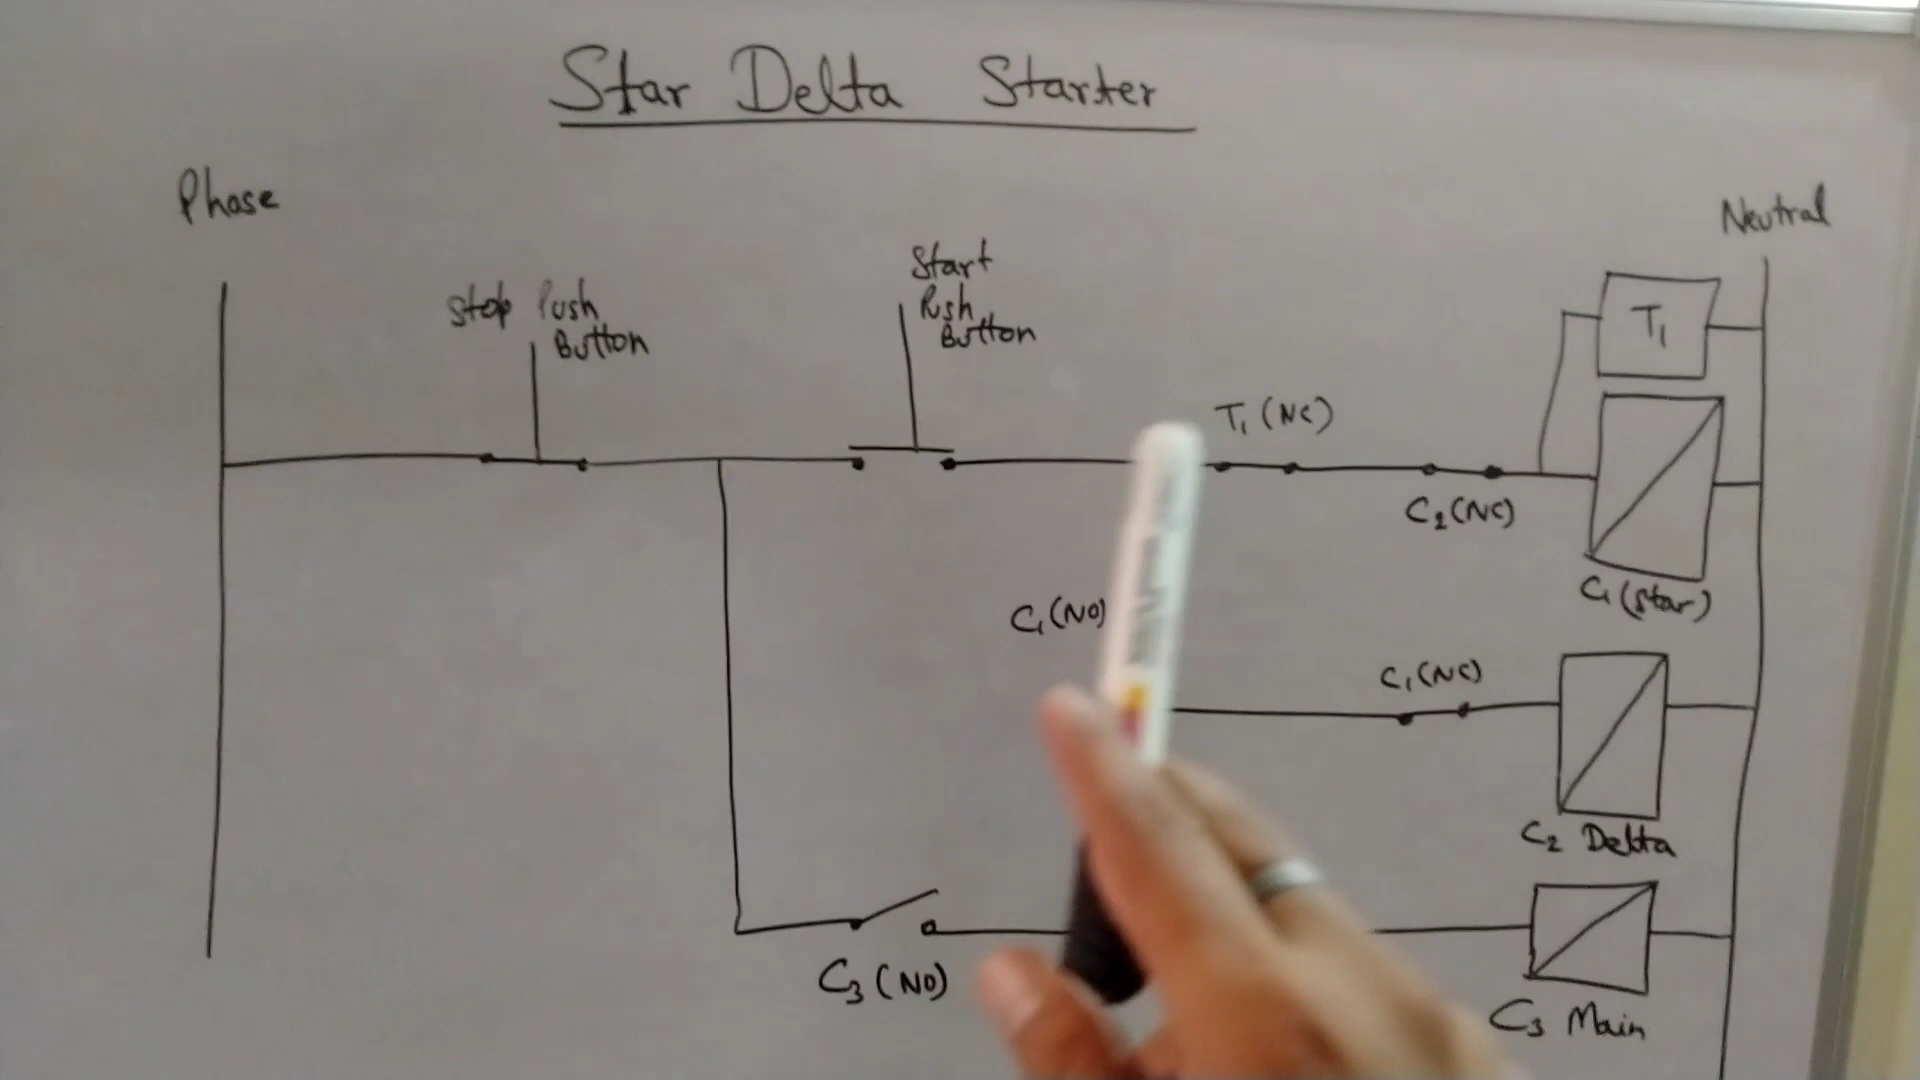 Star Delta Starter
Phase
Neutral
Stop Push
Button
Start
Push
Button
T1
T1 (NC)
C2 (NC)
C1 (star)
C1 (NO)
C1 (NC)
C2 Delta
C3 (NO)
C3 Main